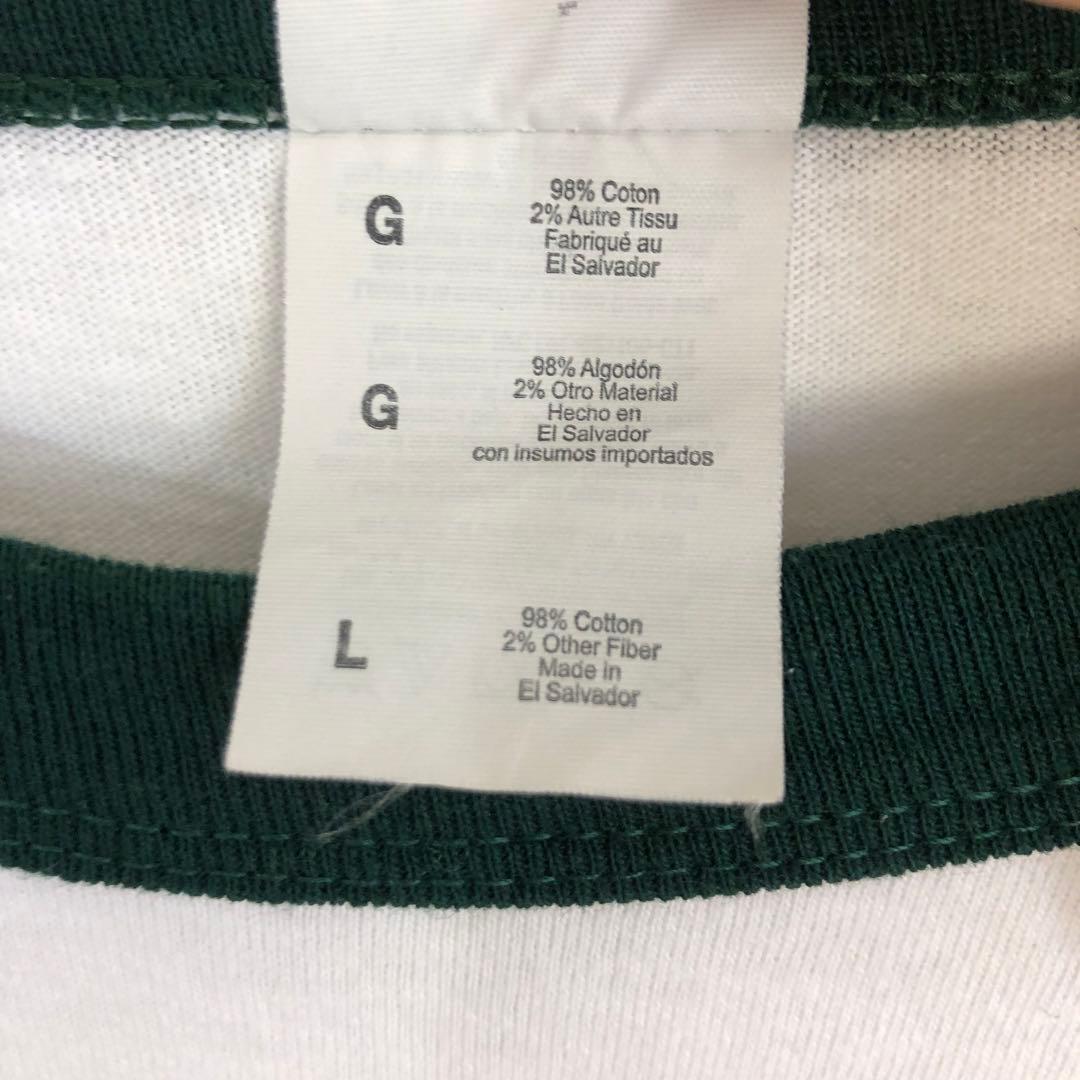 G
98% Coton
2% Autre Tissu
Fabriqué au
El Salvador
G
98% Algodón
2% Otro Material
Hecho en
El Salvador
con insumos importados
L
98% Cotton
2% Other Fiber
Made in
El Salvador